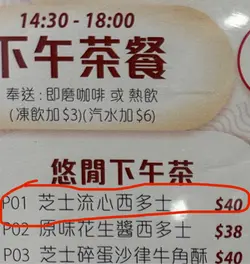 14:30 - 18:00
下午茶餐
奉送：即磨咖啡 或 熱飲
(凍飲加 $3)(汽水加 $6)
悠閒下午茶
P01 芝士流心西多士 $40
P02 原味花生醬西多士 $38
P03 芝士碎蛋沙律牛角酥 $40